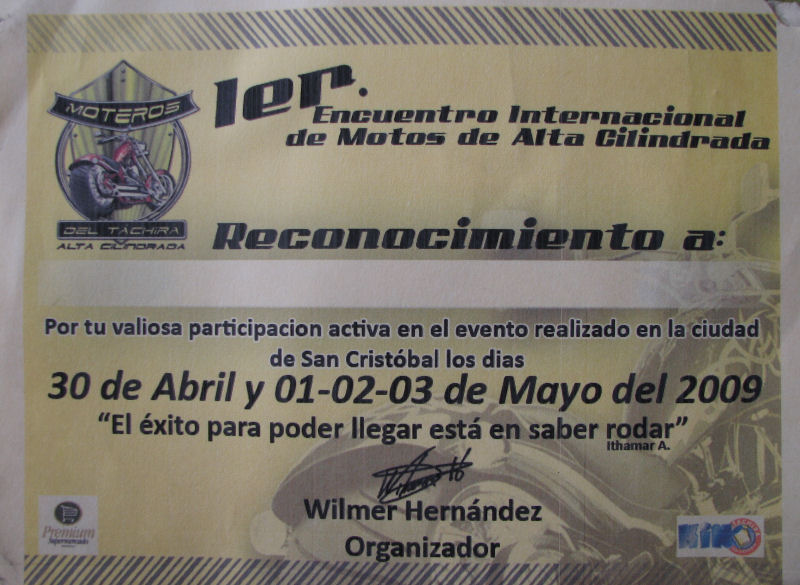 MOTEROS
DEL TÁCHIRA
ALTA CILINDRADA
1er.
Encuentro Internacional
de Motos de Alta Cilindrada
Reconocimiento a:
Por tu valiosa participacion activa en el evento realizado en la ciudad
de San Cristóbal los dias
30 de Abril y 01-02-03 de Mayo del 2009
“El éxito para poder llegar está en saber rodar”
Ithamar A.
Wilmer Hernández
Organizador
Premium
Supermercado